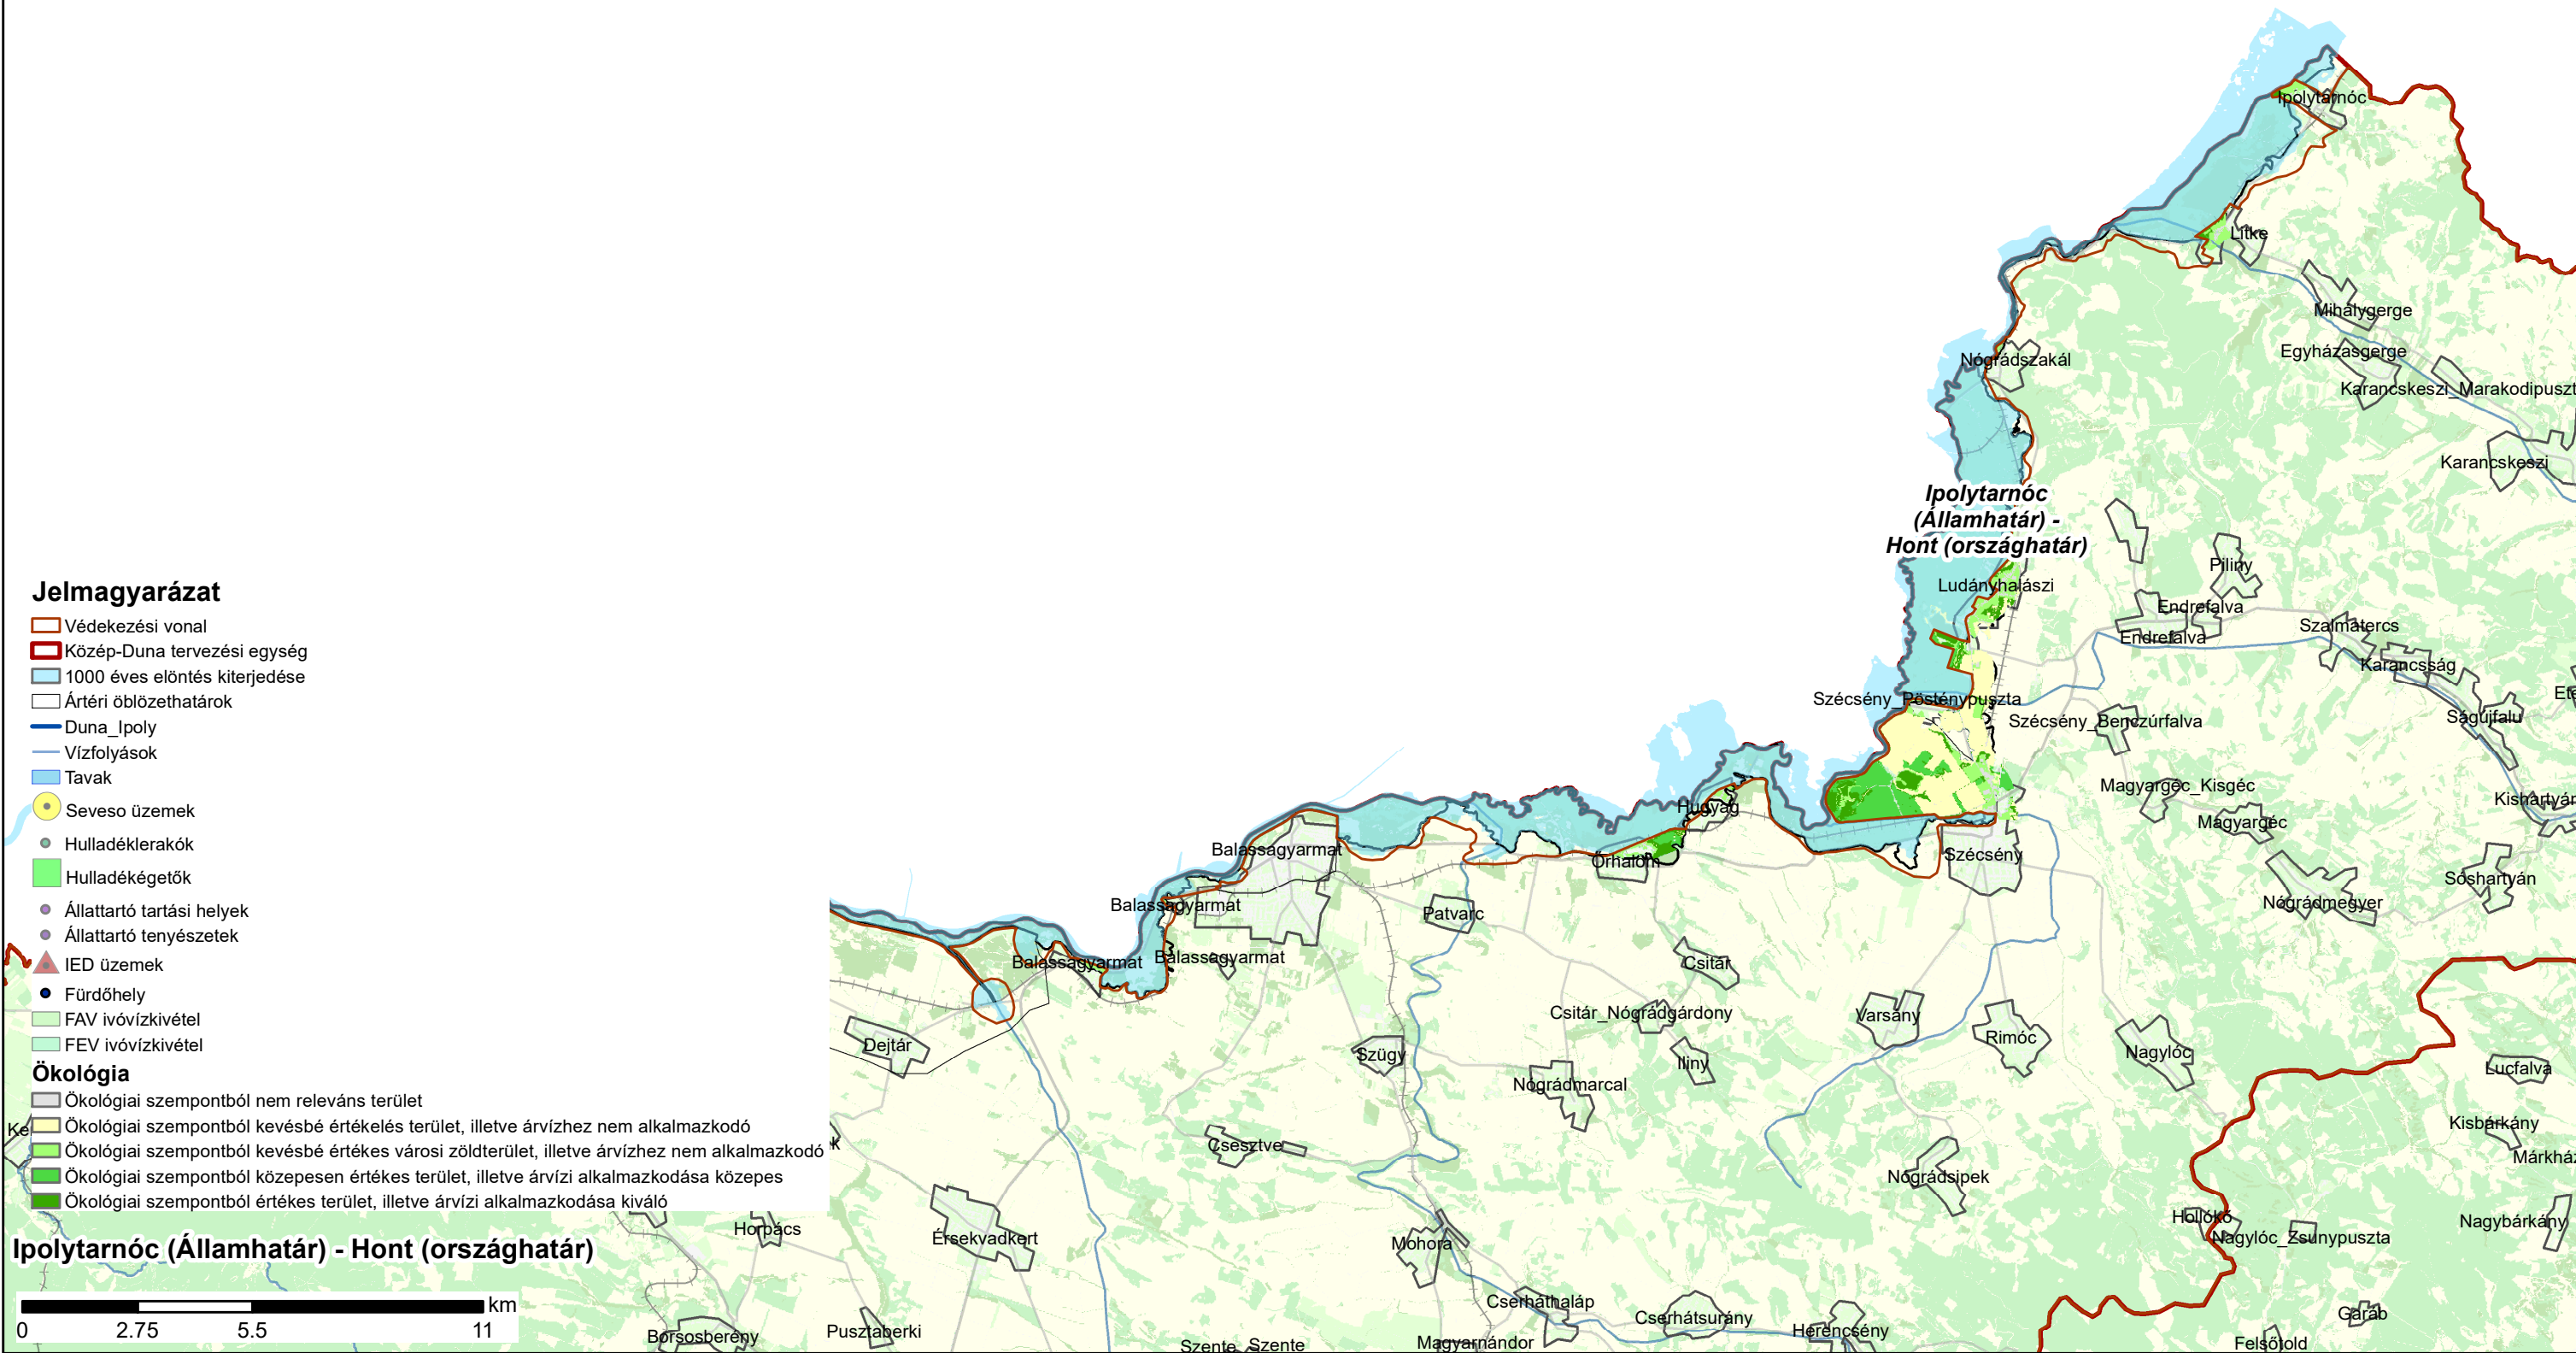 Ipolytarnóc
Litke
Mihálygerge
Nógrádszakál
Egyházasgerge
Karancskeszi_Marakodipuszt
Karancskeszi
Ipolytarnóc
(Államhatár) -
Hont (országhatár)
Piliny
Ludányhalászi
Endrefalva
Endrefalva
Szalmatercs
Karancsság
Szécsény_Pösténypuszta
Szécsény_Benczúrfalva
Ságújfalu
Magyargéc_Kisgéc
Magyargéc
Kishartyán
Hugyag
Balassagyarmat
Őrhalom
Szécsény
Sóshartyán
Nógrádmegyer
Balassagyarmat
Patvarc
Balassagyarmat
Balassagyarmat
Csitár
Csitár_Nógrádgárdony
Varsány
Rimóc
Nagylóc
Dejtár
Szügy
Iliny
Nógrádmarcal
Lucfalva
Kisbárkány
Márkház
Csesztve
Nógrádsipek
Hollókő
Nagylóc_Zsunypuszta
Nagybárkány
Horpács
Érsekvadkert
Mohora
Cserháthaláp
Cserhátsurány
Herencsény
Garáb
Felsőtold
Borsosberény
Pusztaberki
Szente
Szente
Magyarnándor
Jelmagyarázat
Védekezési vonal
Közép-Duna tervezési egység
1000 éves elöntés kiterjedése
Ártéri öblözethatárok
Duna_Ipoly
Vízfolyások
Tavak
Seveso üzemek
Hulladéklerakók
Hulladékégetők
Állattartó tartási helyek
Állattartó tenyészetek
IED üzemek
Fürdőhely
FAV ivóvízkivétel
FEV ivóvízkivétel
Ökológia
Ökológiai szempontból nem releváns terület
Ökológiai szempontból kevésbé értékelés terület, illetve árvízhez nem alkalmazkodó
Ökológiai szempontból kevésbé értékes városi zöldterület, illetve árvízhez nem alkalmazkodó
Ökológiai szempontból közepesen értékes terület, illetve árvízi alkalmazkodása közepes
Ökológiai szempontból értékes terület, illetve árvízi alkalmazkodása kiváló
Ipolytarnóc (Államhatár) - Hont (országhatár)
km
0 2.75 5.5 11